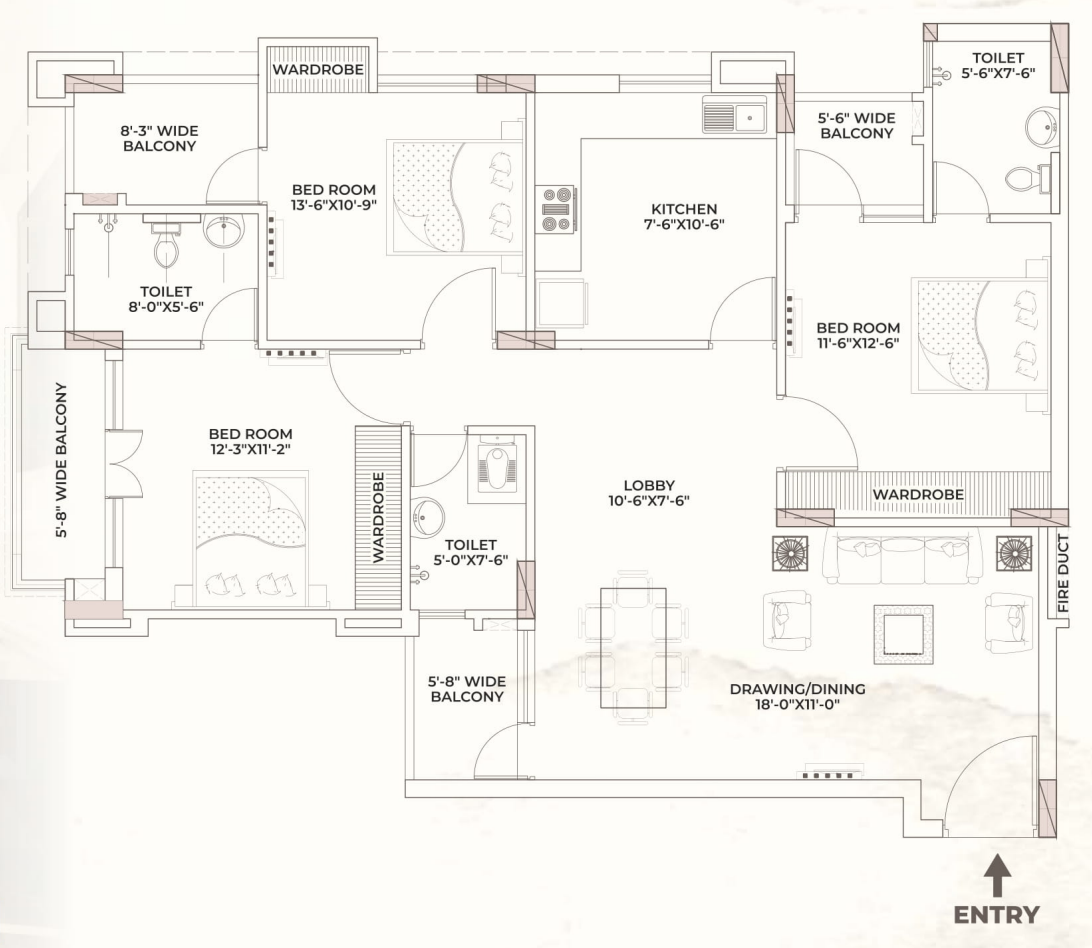 WARDROBE
TOILET
5'-6"X7'-6"
8'-3" WIDE
BALCONY
5'-6" WIDE
BALCONY
BED ROOM
13'-6"X10'-9"
KITCHEN
7'-6"X10'-6"
TOILET
8'-0"X5'-6"
BED ROOM
11'-6"X12'-6"
5'-8" WIDE BALCONY
BED ROOM
12'-3"X11'-2"
WARDROBE
LOBBY
10'-6"X7'-6"
WARDROBE
TOILET
5'-0"X7'-6"
FIRE DUCT
5'-8" WIDE
BALCONY
DRAWING/DINING
18'-0"X11'-0"
ENTRY